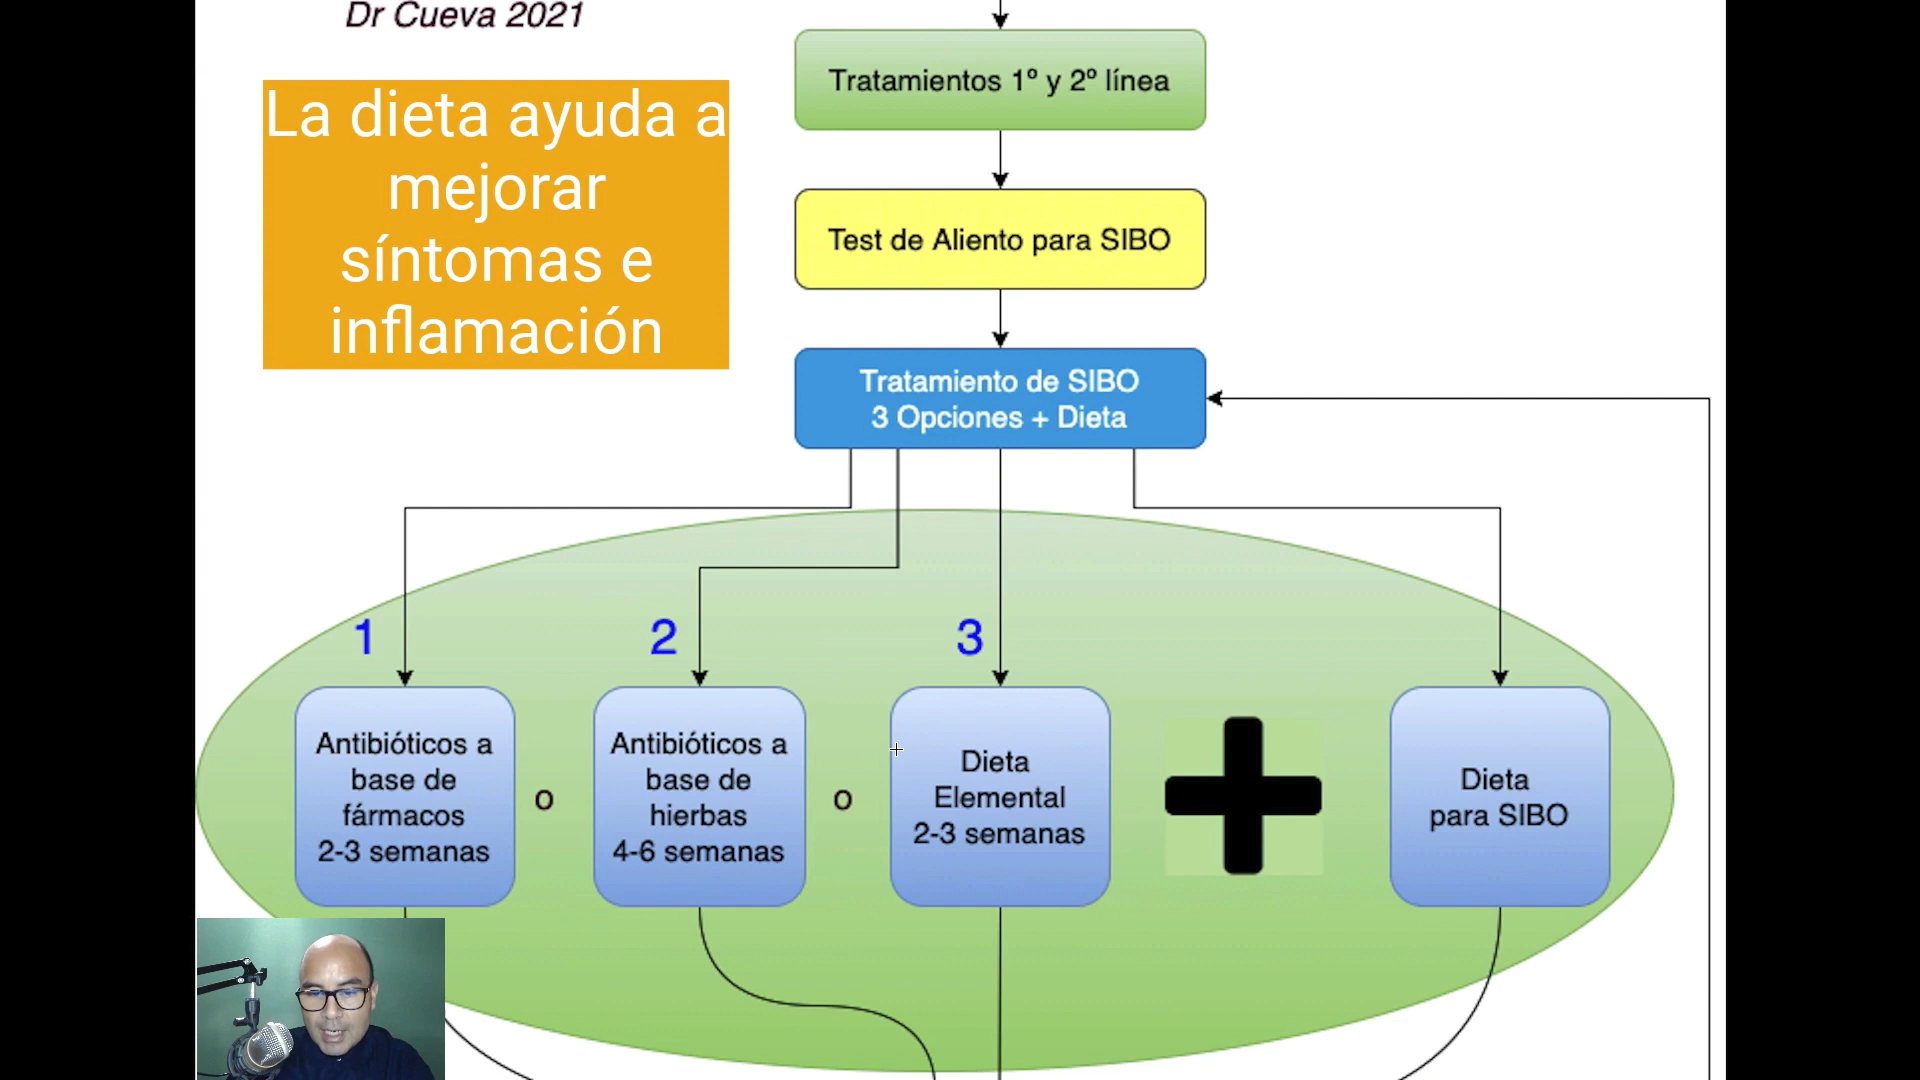 Dr Cueva 2021
La dieta ayuda a
mejorar
síntomas e
inflamación
Tratamientos 1º y 2º línea
Test de Aliento para SIBO
Tratamiento de SIBO
3 Opciones + Dieta
1
2
3
Antibióticos a
base de
fármacos
2-3 semanas
o
Antibióticos a
base de
hierbas
4-6 semanas
o
Dieta
Elemental
2-3 semanas
Dieta
para SIBO